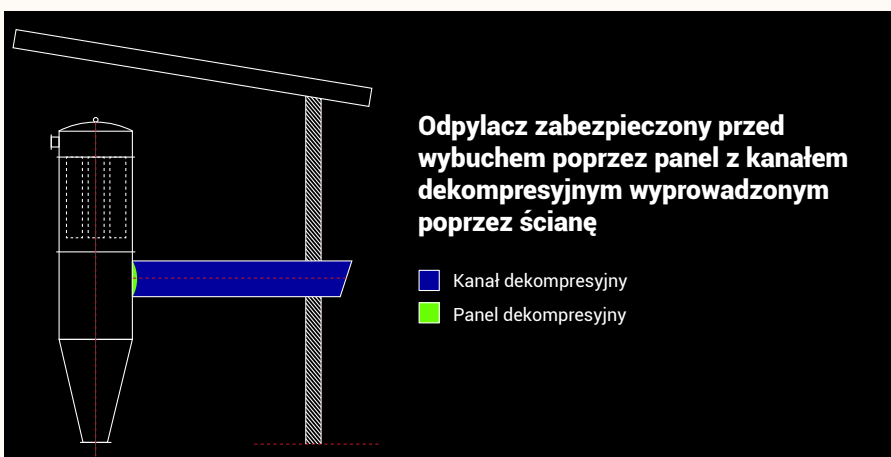 Odpylacz zabezpieczony przed
wybuchem poprzez panel z kanałem
dekompresyjnym wyprowadzonym
poprzez ścianę
Kanał dekompresyjny
Panel dekompresyjny